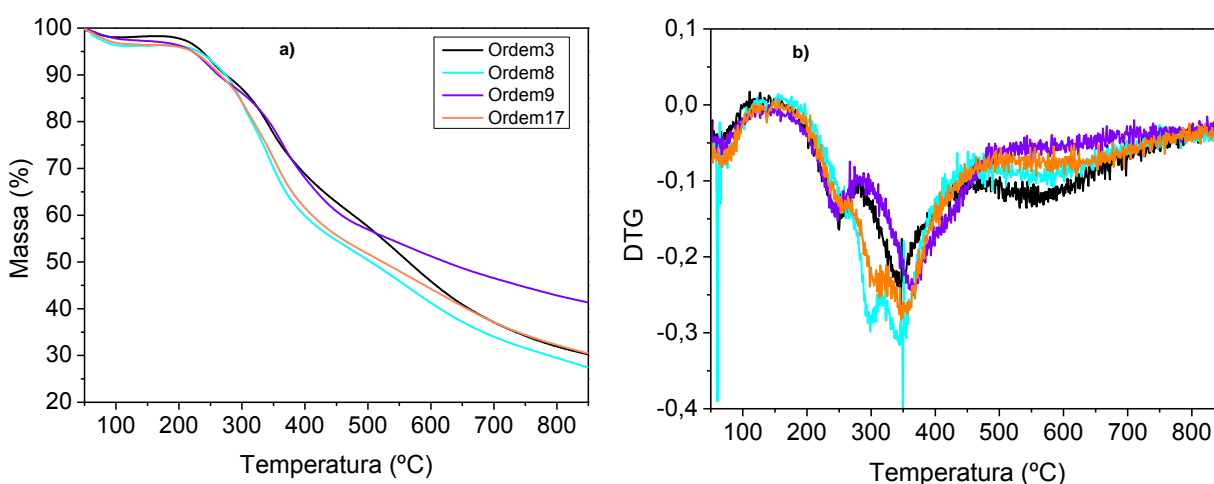 a)
Massa (%)
100
90
80
70
60
50
40
30
20
Ordem3
Ordem8
Ordem9
Ordem17
100 200 300 400 500 600 700 800
Temperatura (ºC)
b)
DTG
0,1
0,0
-0,1
-0,2
-0,3
-0,4
100 200 300 400 500 600 700 800
Temperatura (ºC)